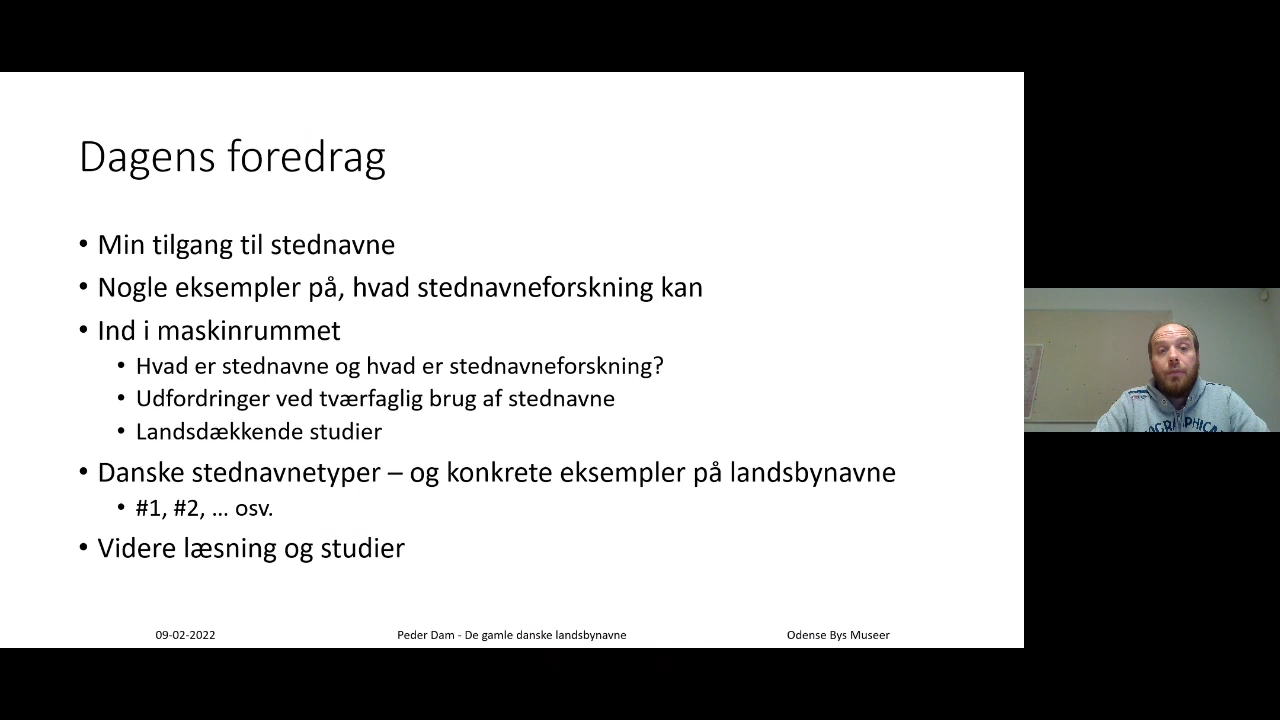 Dagens foredrag
• Min tilgang til stednavne
• Nogle eksempler på, hvad stednavneforskning kan
• Ind i maskinrummet
• Hvad er stednavne og hvad er stednavneforskning?
• Udfordringer ved tværfaglig brug af stednavne
• Landsdækkende studier
• Danske stednavnetyper – og konkrete eksempler på landsbynavne
• #1, #2, … osv.
• Videre læsning og studier
09-02-2022
Peder Dam - De gamle danske landsbynavne
Odense Bys Museer